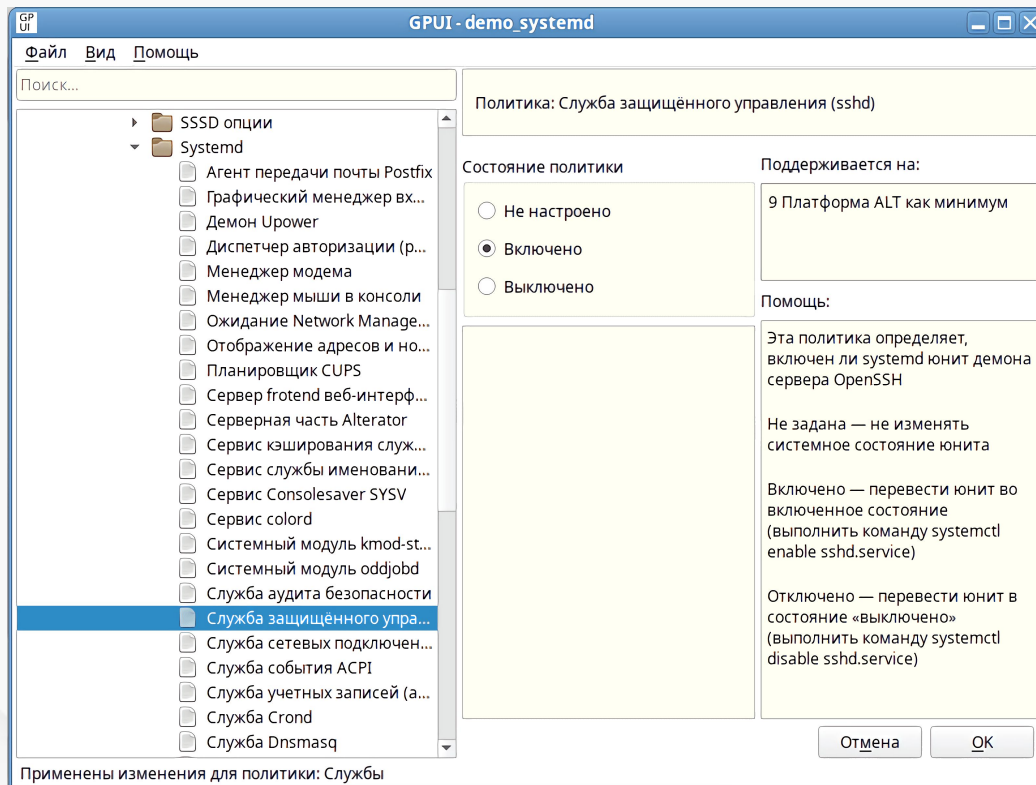 GP
UI
GPUI - demo_systemd
Файл Вид Помощь
Поиск...
SSSD опции
Systemd
Агент передачи почты Postfix
Графический менеджер вх...
Демон Upower
Диспетчер авторизации (p...
Менеджер модема
Менеджер мыши в консоли
Ожидание Network Manage...
Отображение адресов и но...
Планировщик CUPS
Сервер frotend веб-интерф...
Серверная часть Alterator
Сервис кэширования служ...
Сервис службы именовани...
Сервис Consolesaver SYSV
Сервис colord
Системный модуль kmod-st...
Системный модуль oddjobd
Служба аудита безопасности
Служба защищённого упра...
Служба сетевых подключен...
Служба события ACPI
Служба учетных записей (a...
Служба Crond
Служба Dnsmasq
Политика: Служба защищённого управления (sshd)
Состояние политики
Не настроено
Включено
Выключено
Поддерживается на:
9 Платформа ALT как минимум
Помощь:
Эта политика определяет,
включен ли systemd юнит демона
сервера OpenSSH
Не задана — не изменять
системное состояние юнита
Включено — перевести юнит во
включенное состояние
(выполнить команду systemctl
enable sshd.service)
Отключено — перевести юнит в
состояние «выключено»
(выполнить команду systemctl
disable sshd.service)
Отмена
OK
Применены изменения для политики: Службы